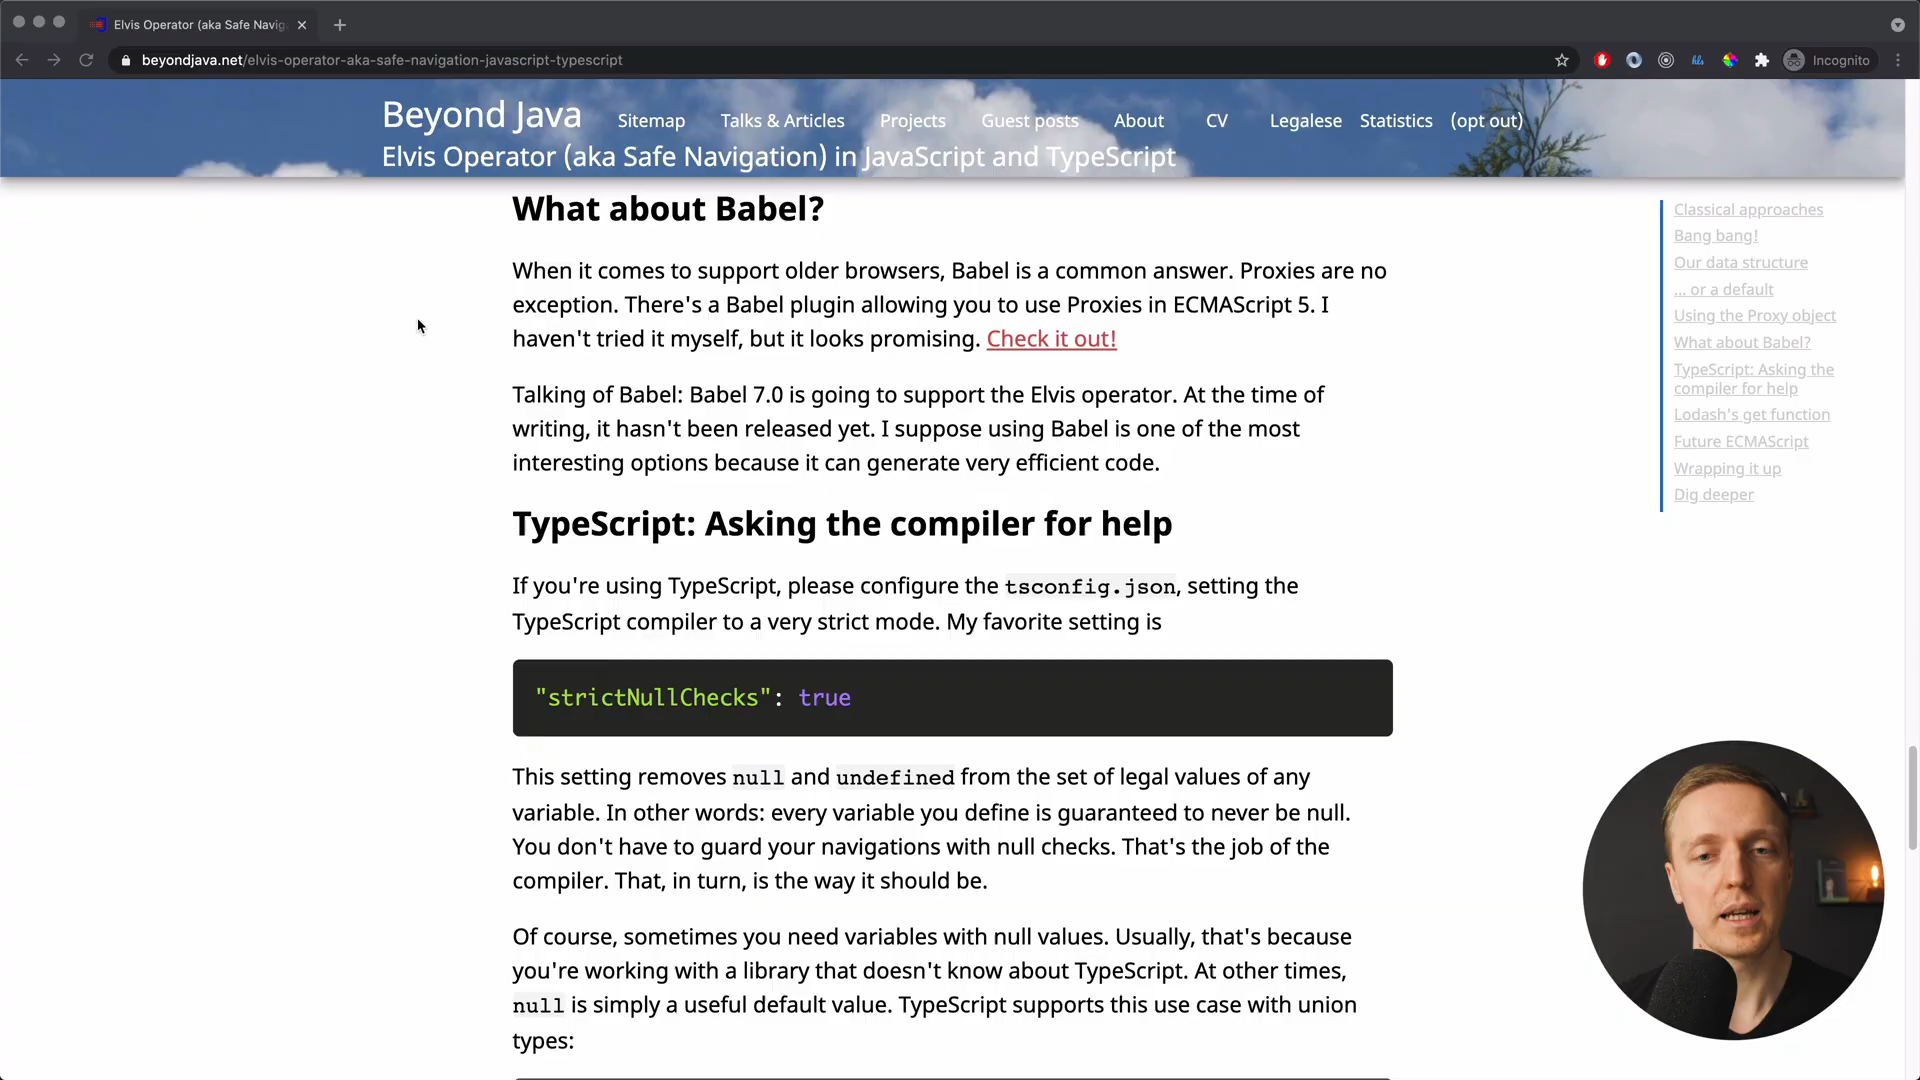 Elvis Operator (aka Safe Navig
beyondjava.net/elvis-operator-aka-safe-navigation-javascript-typescript
Incognito
Beyond Java
Sitemap
Talks & Articles
Projects
Guest posts
About
CV
Legalese
Statistics
(opt out)
Elvis Operator (aka Safe Navigation) in JavaScript and TypeScript
What about Babel?
When it comes to support older browsers, Babel is a common answer. Proxies are no
exception. There's a Babel plugin allowing you to use Proxies in ECMAScript 5. I
haven't tried it myself, but it looks promising. Check it out!
Talking of Babel: Babel 7.0 is going to support the Elvis operator. At the time of
writing, it hasn't been released yet. I suppose using Babel is one of the most
interesting options because it can generate very efficient code.
TypeScript: Asking the compiler for help
If you're using TypeScript, please configure the tsconfig.json, setting the
TypeScript compiler to a very strict mode. My favorite setting is
"strictNullChecks": true
This setting removes null and undefined from the set of legal values of any
variable. In other words: every variable you define is guaranteed to never be null.
You don't have to guard your navigations with null checks. That's the job of the
compiler. That, in turn, is the way it should be.
Of course, sometimes you need variables with null values. Usually, that's because
you're working with a library that doesn't know about TypeScript. At other times,
null is simply a useful default value. TypeScript supports this use case with union
types:
Classical approaches
Bang bang!
Our data structure
... or a default
Using the Proxy object
What about Babel?
TypeScript: Asking the
compiler for help
Lodash's get function
Future ECMAScript
Wrapping it up
Dig deeper